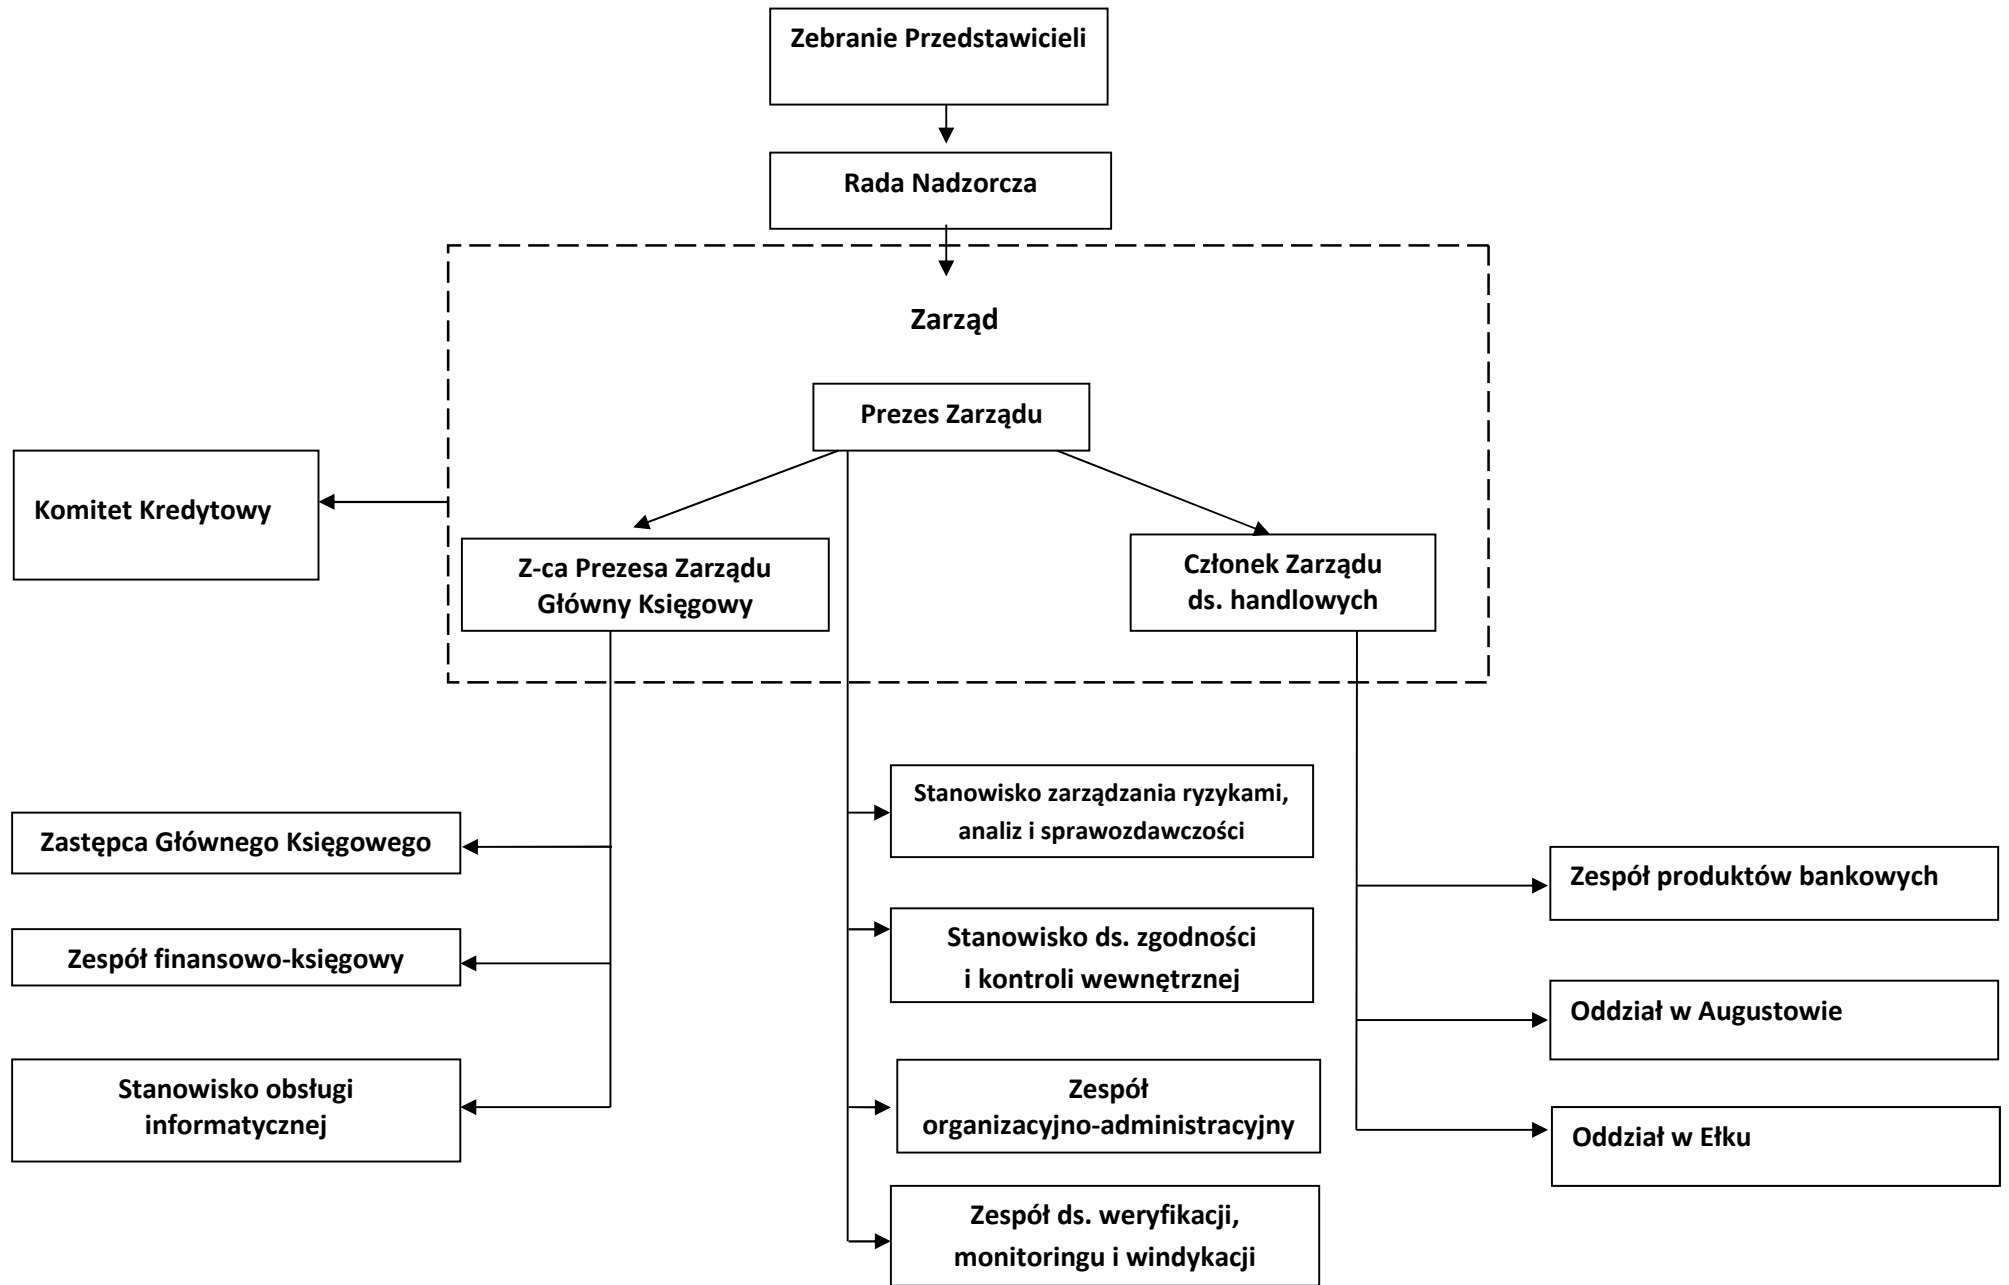 Zebranie Przedstawicieli
Rada Nadzorcza
Zarząd
Prezes Zarządu
Komitet Kredytowy
Z-ca Prezesa Zarządu
Główny Księgowy
Członek Zarządu
ds. handlowych
Zastępca Głównego Księgowego
Zespół finansowo-księgowy
Stanowisko obsługi
informatycznej
Stanowisko zarządzania ryzykami,
analiz i sprawozdawczości
Stanowisko ds. zgodności
i kontroli wewnętrznej
Zespół
organizacyjno-administracyjny
Zespół ds. weryfikacji,
monitoringu i windykacji
Zespół produktów bankowych
Oddział w Augustowie
Oddział w Ełku